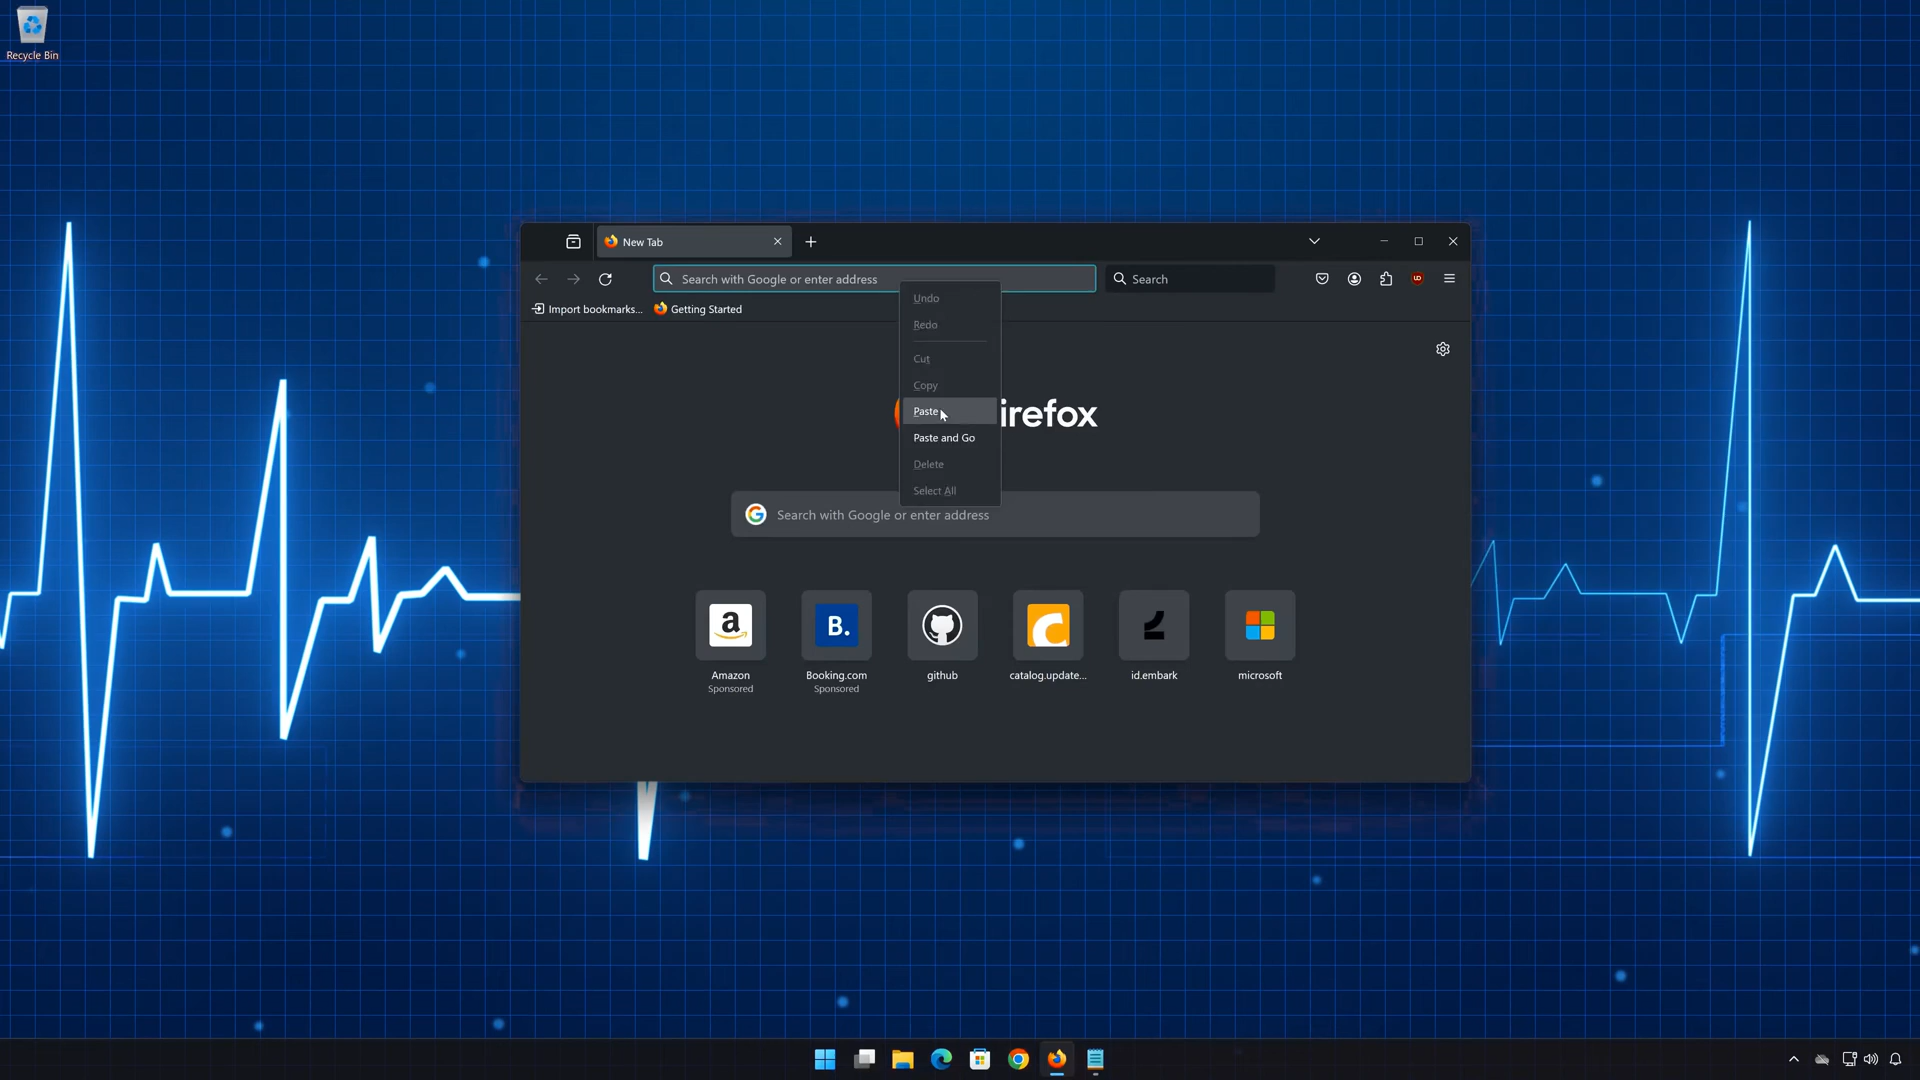 Recycle Bin
New Tab
Search with Google or enter address
Search
Import bookmarks...
Getting Started
Undo
Redo
Cut
Copy
Paste
Paste and Go
Delete
Select All
irefox
Search with Google or enter address
a
B.
Amazon
Sponsored
Booking.com
Sponsored
github
catalog.update...
id.embark
microsoft